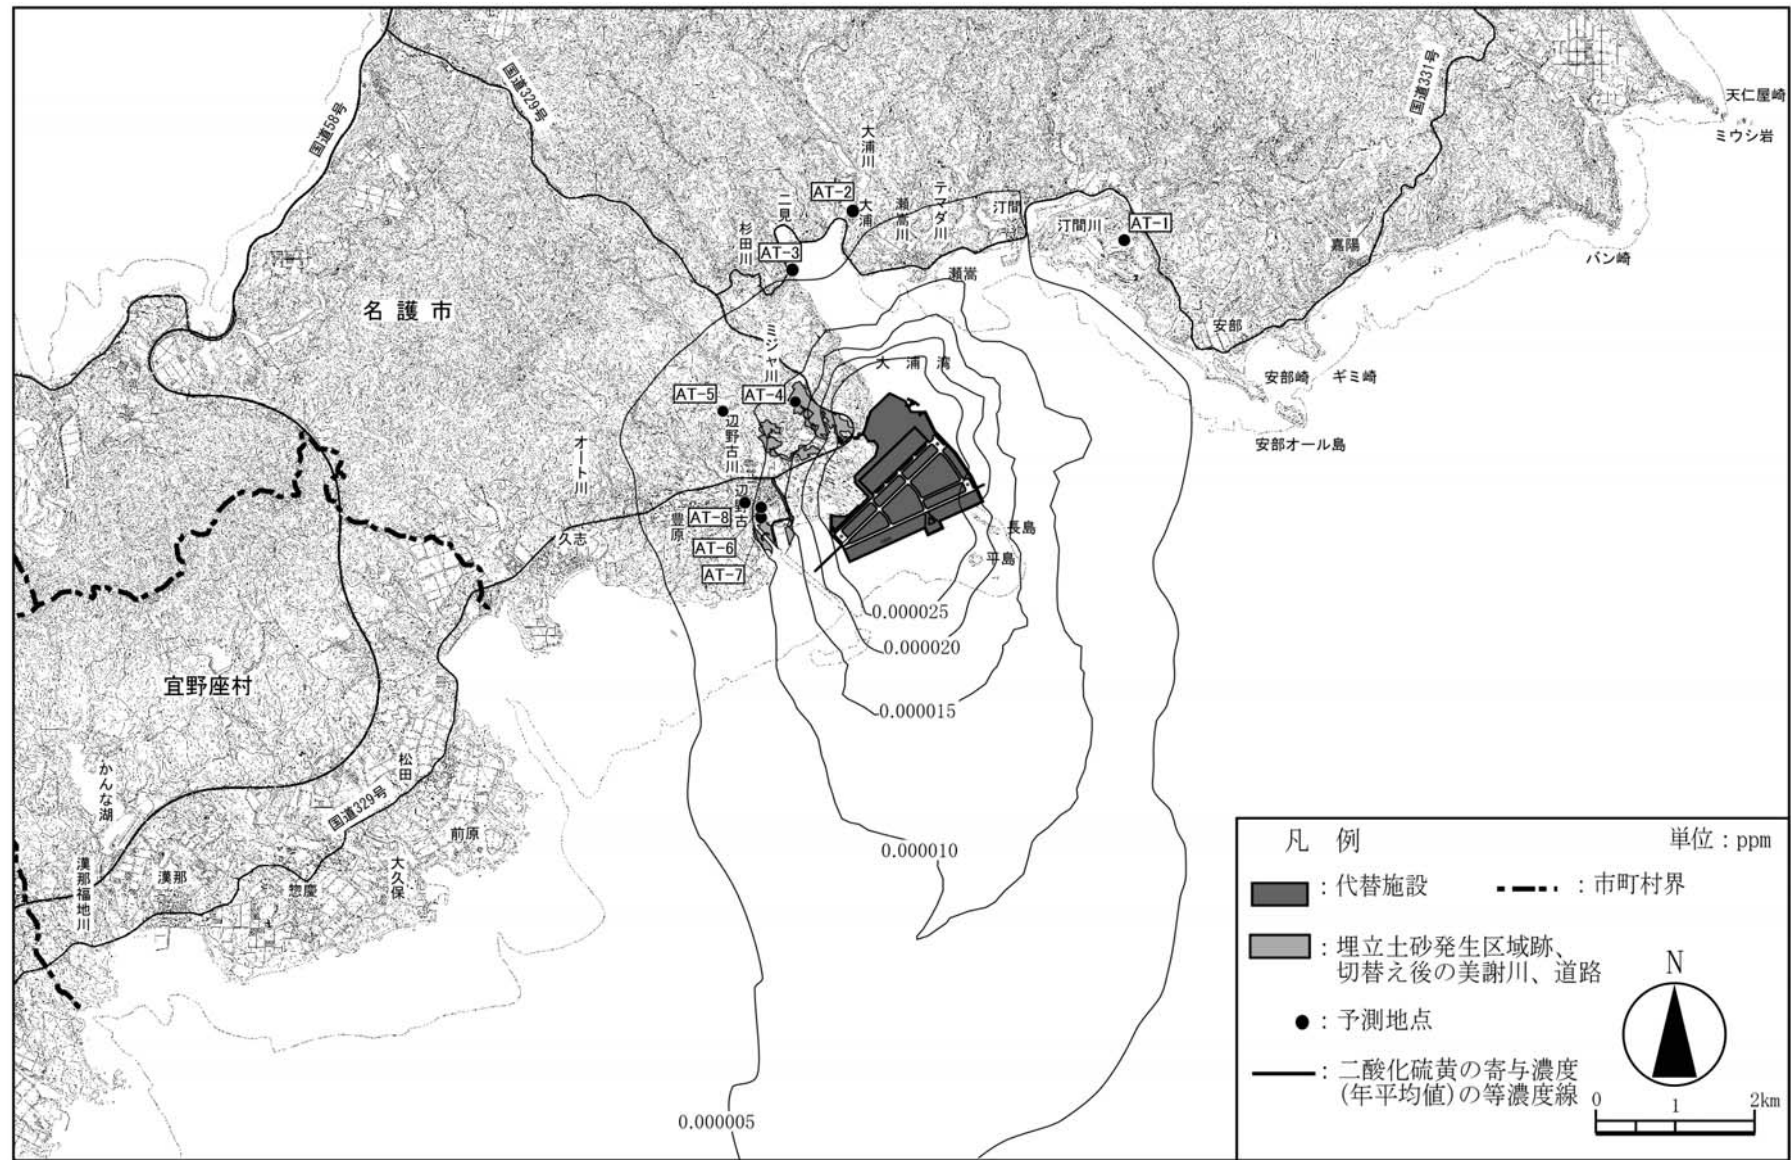 国道58号
国道329号
国道331号
天仁屋崎
ミウシ岩
バン崎
嘉陽
大浦川
AT-2
大浦
瀬嵩川
テマダ川
汀間
汀間川
AT-1
二見
杉田川
AT-3
瀬嵩
安部
安部崎
ギミ崎
安部オール島
名護市
ミジャ川
大浦湾
AT-5
AT-4
辺野古川
オート川
辺野古
豊原
久志
AT-8
AT-6
AT-7
長島
平島
0.000025
0.000020
0.000015
0.000010
0.000005
宜野座村
かんな湖
松田
国道329号
前原
大久保
惣慶
漢那
漢那福地川
凡 例
単位：ppm
：代替施設
：市町村界
：埋立土砂発生区域跡、
切替え後の美謝川、道路
：予測地点
：二酸化硫黄の寄与濃度
(年平均値)の等濃度線
N
0 1 2km